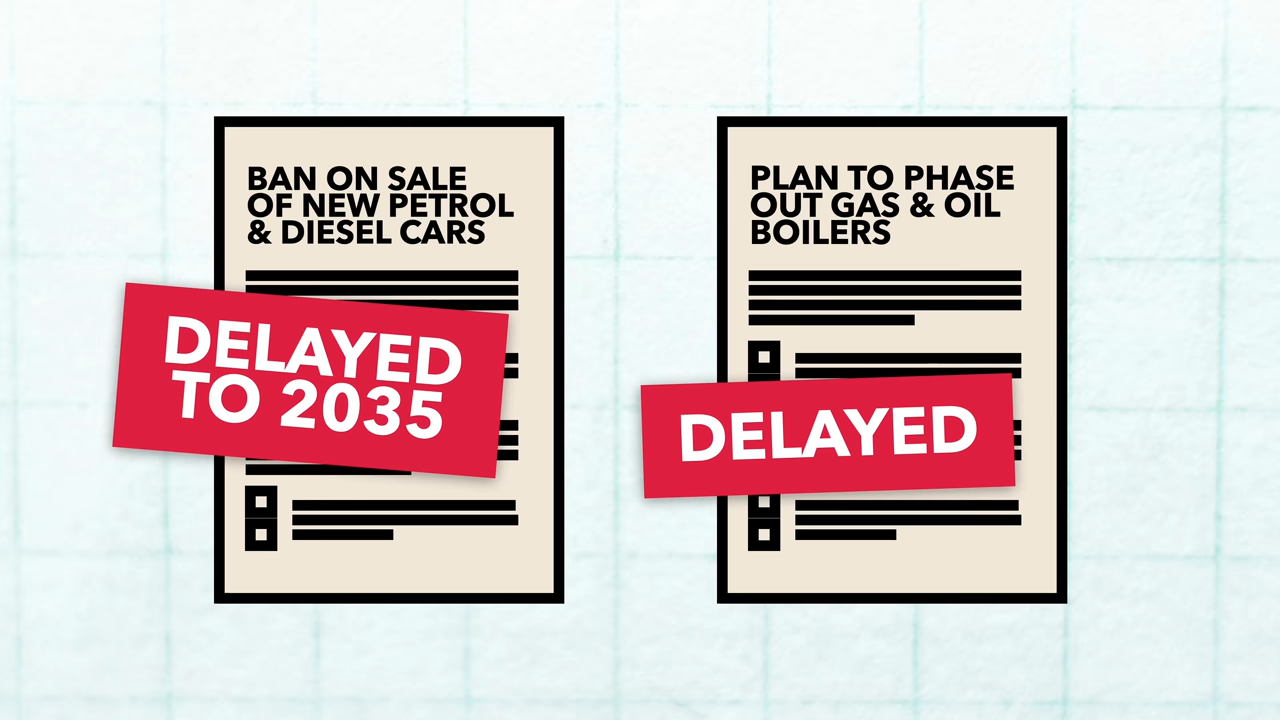 BAN ON SALE
OF NEW PETROL
& DIESEL CARS
DELAYED
TO 2035
PLAN TO PHASE
OUT GAS & OIL
BOILERS
DELAYED